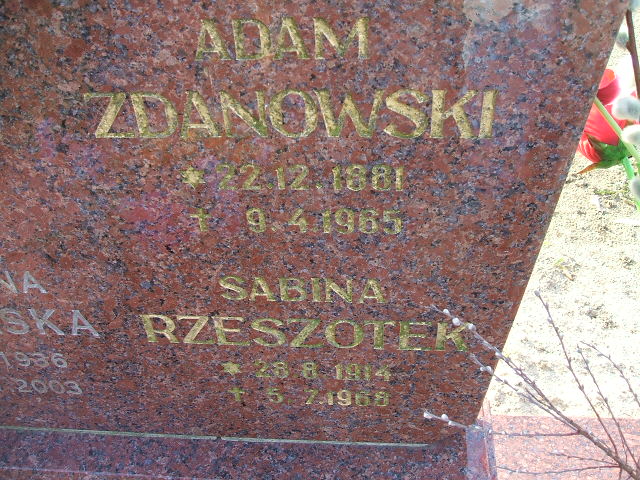 ADAM
ZDANOWSKI
* 22.12.1881
† 9.4.1965
SABINA
RZESZOTEK
* 28.8.1914
† 5.7.1968
NA
SKA
1936
2003